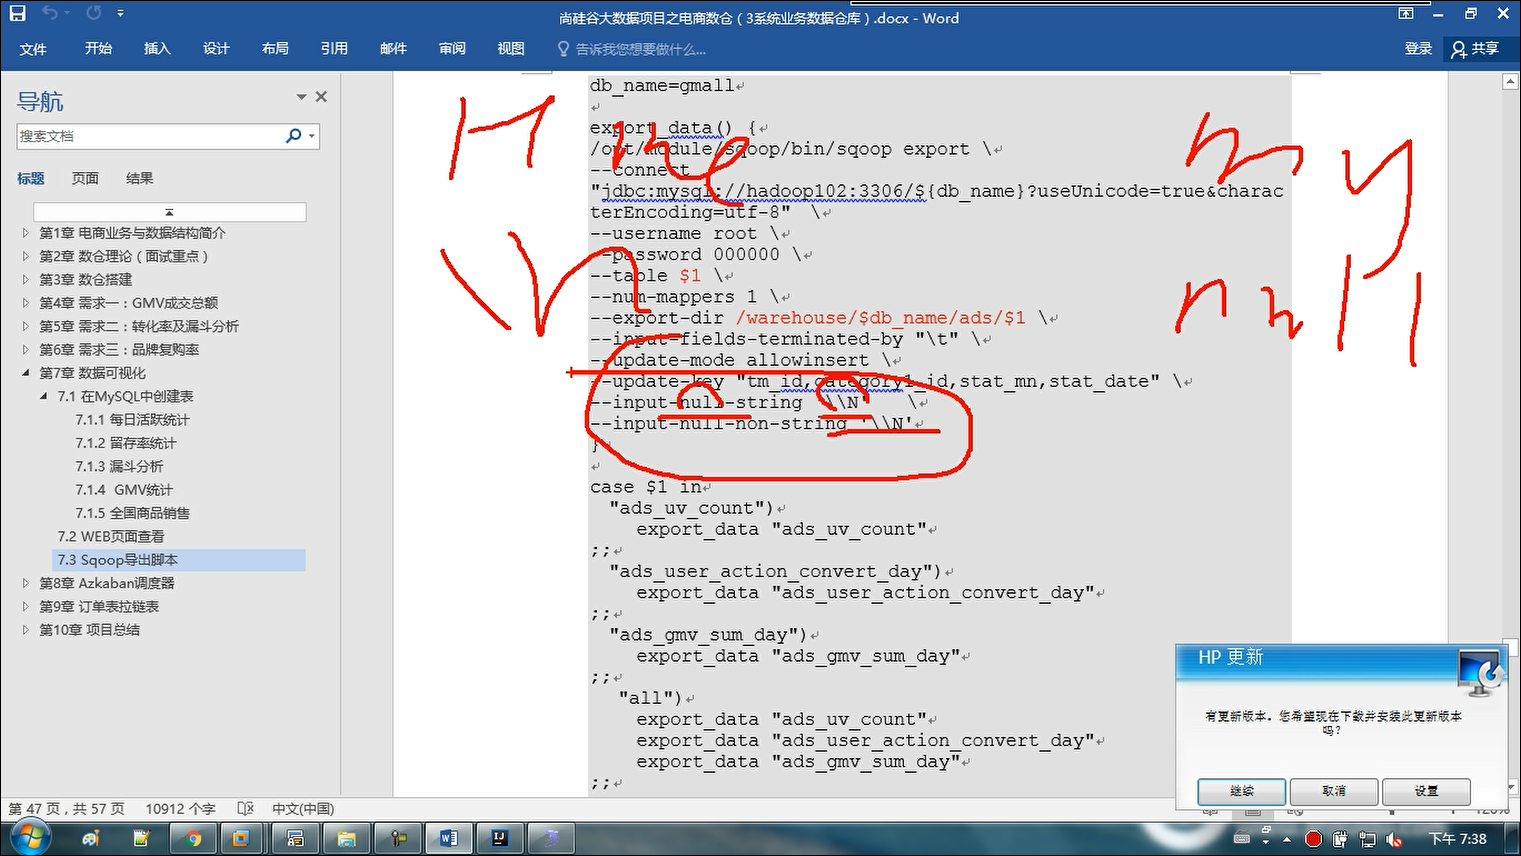 尚硅谷大数据项目之电商数仓（3系统业务数据仓库）.docx - Word
文件 开始 插入 设计 布局 引用 邮件 审阅 视图 告诉我您想要做什么... 登录 共享
导航
搜索文档
标题 页面 结果
第1章 电商业务与数据结构简介
第2章 数仓理论（面试重点）
第3章 数仓搭建
第4章 需求一：GMV成交总额
第5章 需求二：转化率及漏斗分析
第6章 需求三：品牌复购率
第7章 数据可视化
7.1 在MySQL中创建表
7.1.1 每日活跃统计
7.1.2 留存率统计
7.1.3 漏斗分析
7.1.4 GMV统计
7.1.5 全国商品销售
7.2 WEB页面查看
7.3 Sqoop导出脚本
第8章 Azkaban调度器
第9章 订单表拉链表
第10章 项目总结
db_name=gmall
export_data() {
/opt/module/sqoop/bin/sqoop export \
--connect
"jdbc:mysql://hadoop102:3306/${db_name}?useUnicode=true&charac
terEncoding=utf-8" \
--username root \
--password 000000 \
--table $1 \
--num-mappers 1 \
--export-dir /warehouse/$db_name/ads/$1 \
--input-fields-terminated-by "\t" \
--update-mode allowinsert \
--update-key "tm_id,category1_id,stat_mn,stat_date" \
--input-null-string '\\N' \
--input-null-non-string '\\N'
}
case $1 in
"ads_uv_count")
export_data "ads_uv_count"
;;
"ads_user_action_convert_day")
export_data "ads_user_action_convert_day"
;;
"ads_gmv_sum_day")
export_data "ads_gmv_sum_day"
;;
"all")
export_data "ads_uv_count"
export_data "ads_user_action_convert_day"
export_data "ads_gmv_sum_day"
;;
my
null
HP 更新
有更新版本。您希望现在下载并安装此更新版本
吗？
继续 取消 设置
第 47 页，共 57 页 10912 个字 中文(中国) 120%
下午 7:38